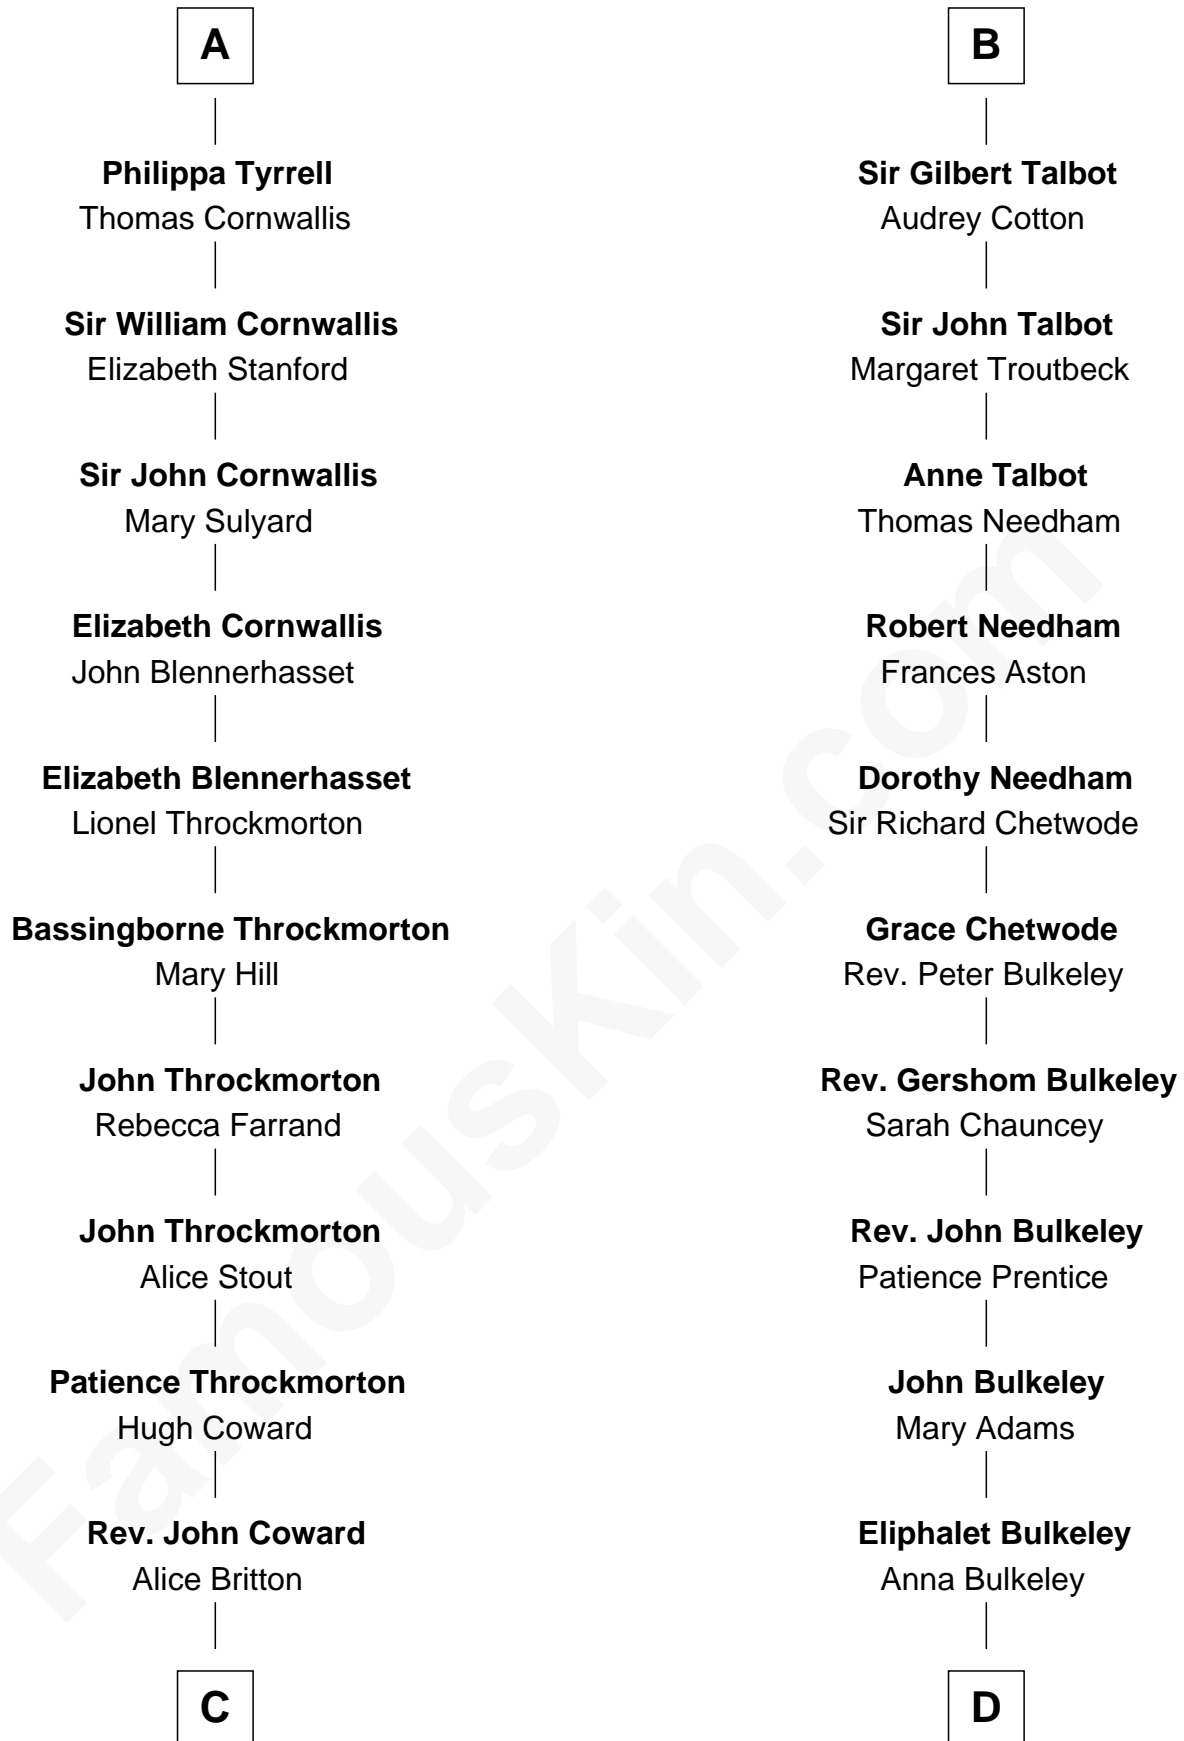 A
Philippa Tyrrell
Thomas Cornwallis
Sir William Cornwallis
Elizabeth Stanford
Sir John Cornwallis
Mary Sulyard
Elizabeth Cornwallis
John Blennerhasset
Elizabeth Blennerhasset
Lionel Throckmorton
Bassingborne Throckmorton
Mary Hill
John Throckmorton
Rebecca Farrand
John Throckmorton
Alice Stout
Patience Throckmorton
Hugh Coward
Rev. John Coward
Alice Britton
C
B
Sir Gilbert Talbot
Audrey Cotton
Sir John Talbot
Margaret Troutbeck
Anne Talbot
Thomas Needham
Robert Needham
Frances Aston
Dorothy Needham
Sir Richard Chetwode
Grace Chetwode
Rev. Peter Bulkeley
Rev. Gershom Bulkeley
Sarah Chauncey
Rev. John Bulkeley
Patience Prentice
John Bulkeley
Mary Adams
Eliphalet Bulkeley
Anna Bulkeley
D
FamousKin.com